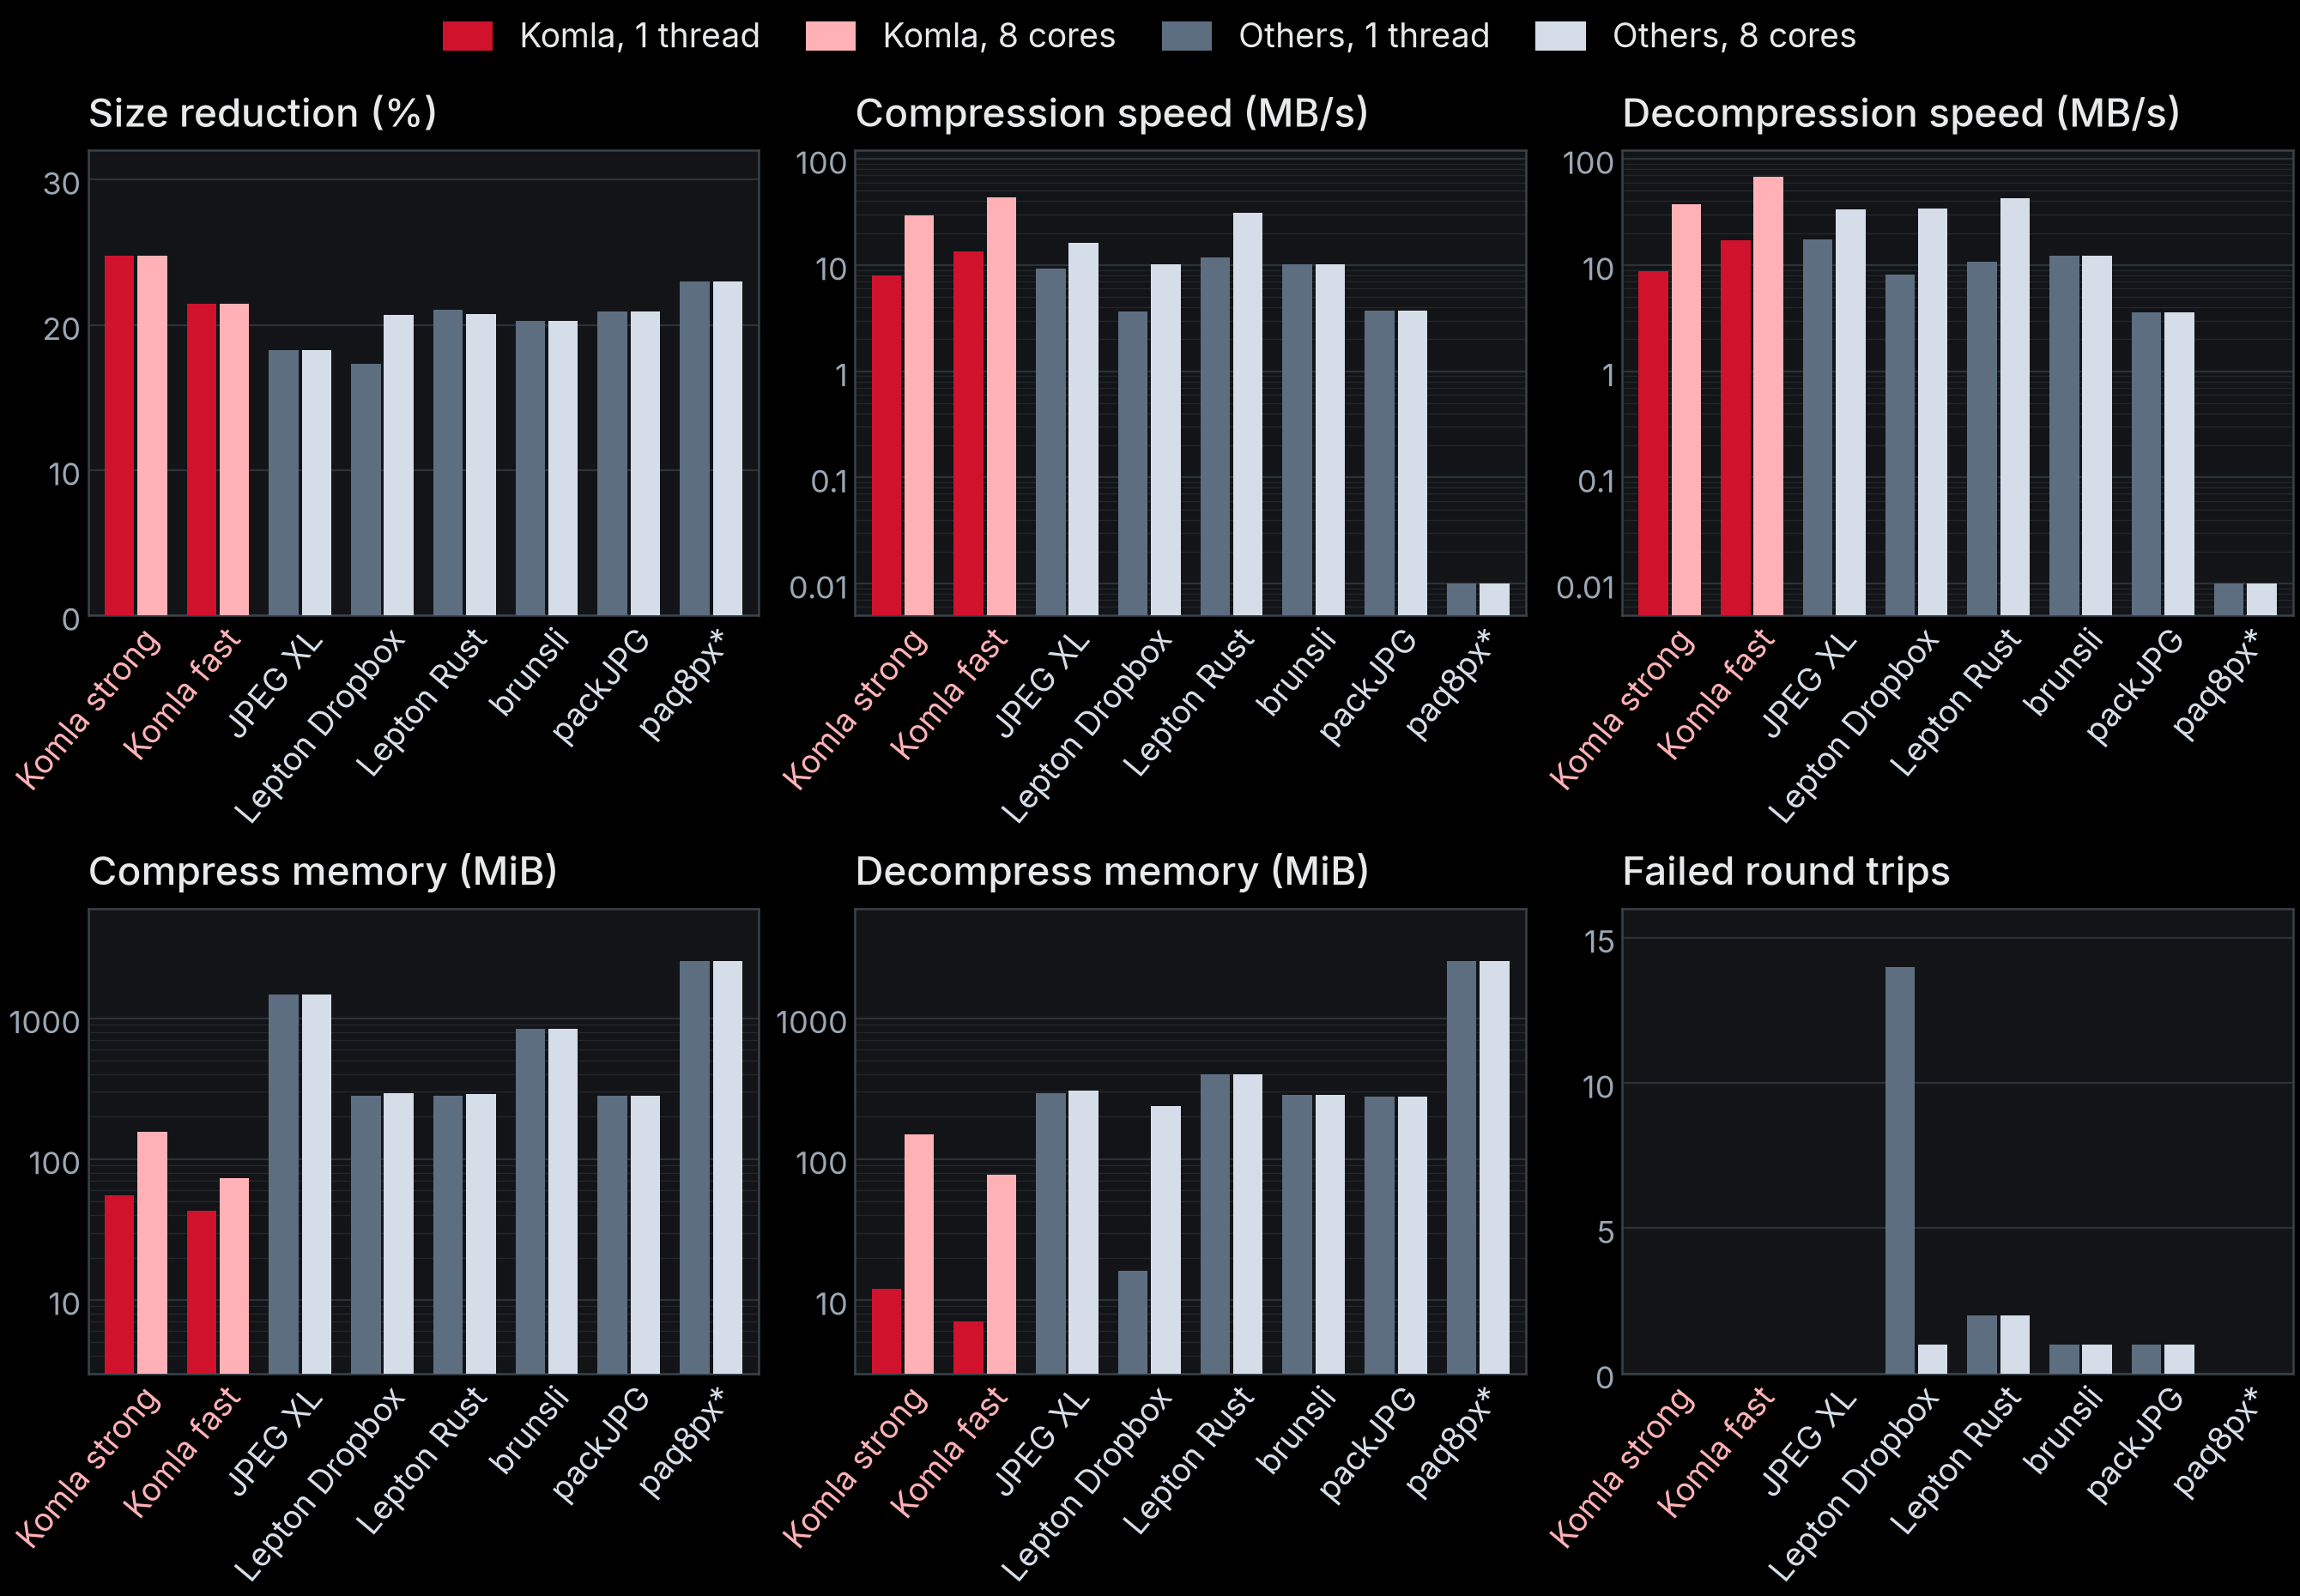 Komla, 1 thread Komla, 8 cores Others, 1 thread Others, 8 cores
Size reduction (%)
30
20
10
0
Komla strong
Komla fast
JPEG XL
Lepton Dropbox
Lepton Rust
brunsli
packJPG
paq8px*
Compression speed (MB/s)
100
10
1
0.1
0.01
Komla strong
Komla fast
JPEG XL
Lepton Dropbox
Lepton Rust
brunsli
packJPG
paq8px*
Decompression speed (MB/s)
100
10
1
0.1
0.01
Komla strong
Komla fast
JPEG XL
Lepton Dropbox
Lepton Rust
brunsli
packJPG
paq8px*
Compress memory (MiB)
1000
100
10
Komla strong
Komla fast
JPEG XL
Lepton Dropbox
Lepton Rust
brunsli
packJPG
paq8px*
Decompress memory (MiB)
1000
100
10
Komla strong
Komla fast
JPEG XL
Lepton Dropbox
Lepton Rust
brunsli
packJPG
paq8px*
Failed round trips
15
10
5
0
Komla strong
Komla fast
JPEG XL
Lepton Dropbox
Lepton Rust
brunsli
packJPG
paq8px*